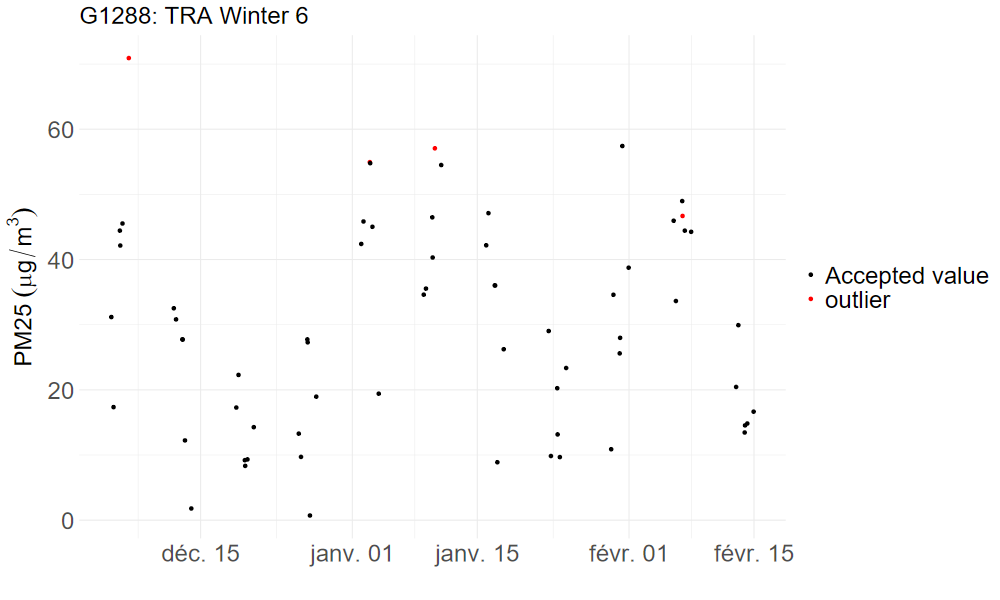 G1288: TRA Winter 6
PM25 (μg/m³)
60
40
20
0
déc. 15
janv. 01
janv. 15
févr. 01
févr. 15
Accepted value
outlier